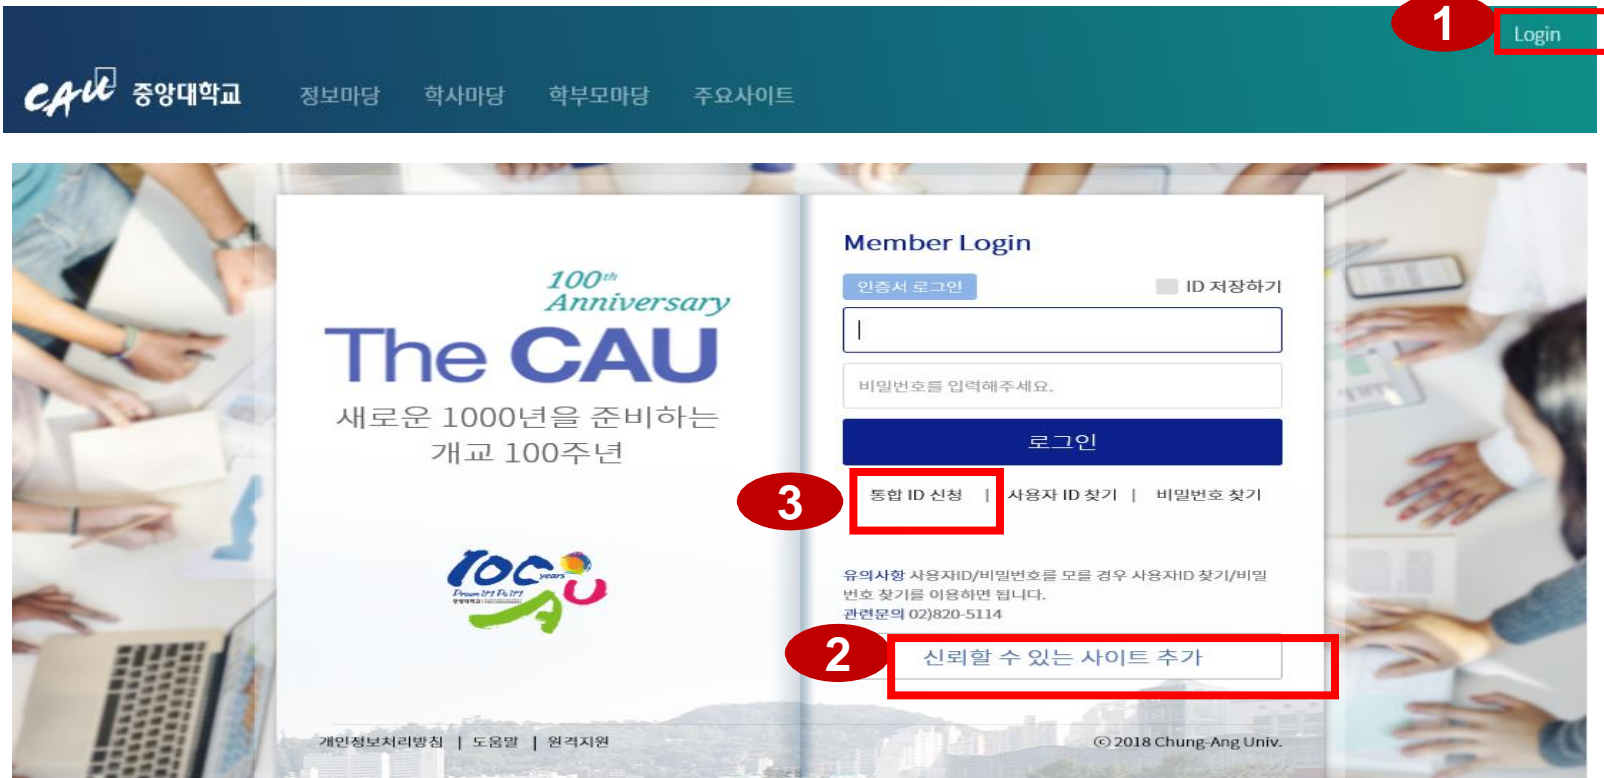 1
Login
CAU 중앙대학교 정보마당 학사마당 학부모마당 주요사이트
100th
Anniversary
The CAU
새로운 1000년을 준비하는
개교 100주년
100 years
Dream It! Do It!
Member Login
인증서 로그인 ID 저장하기
비밀번호를 입력해주세요.
로그인
3
통합 ID 신청 | 사용자 ID 찾기 | 비밀번호 찾기
유의사항 사용자ID/비밀번호를 모를 경우 사용자ID 찾기/비밀
번호 찾기를 이용하면 됩니다.
관련문의 02)820-5114
2
신뢰할 수 있는 사이트 추가
개인정보처리방침 | 도움말 | 원격지원
ⓒ 2018 Chung-Ang Univ.